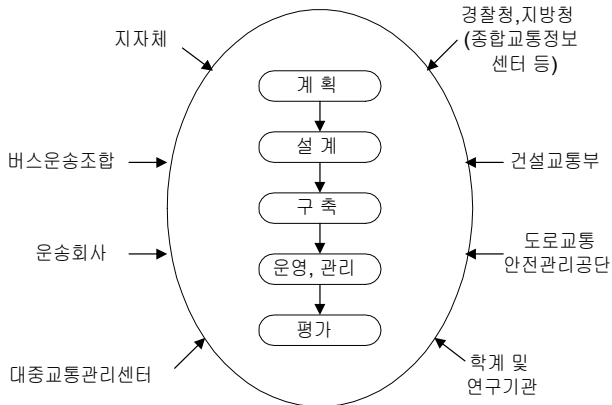 지자체
경찰청,지방청
(종합교통정보
센터 등)
계 획
설 계
버스운송조합
건설교통부
구 축
운송회사
도로교통
안전관리공단
운영, 관리
평가
대중교통관리센터
학계 및
연구기관